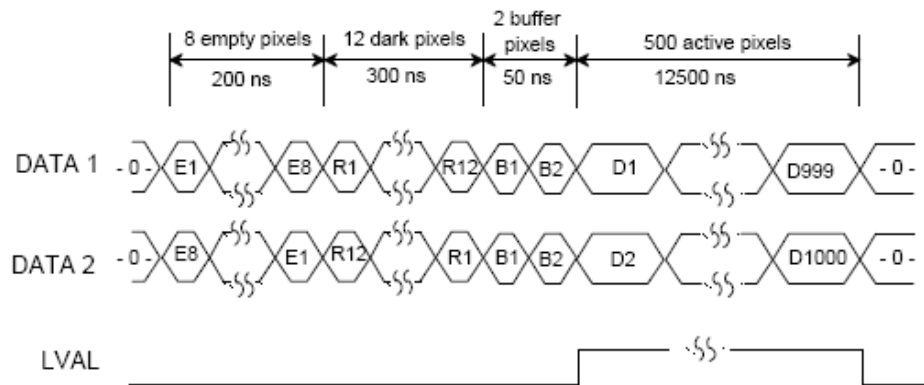 2 buffer
8 empty pixels 12 dark pixels pixels 500 active pixels
200 ns 300 ns 50 ns 12500 ns
DATA 1 - 0 - E1 E8 R1 R12 B1 B2 D1 D999 - 0 -
DATA 2 - 0 - E8 E1 R12 R1 B1 B2 D2 D1000 - 0 -
LVAL